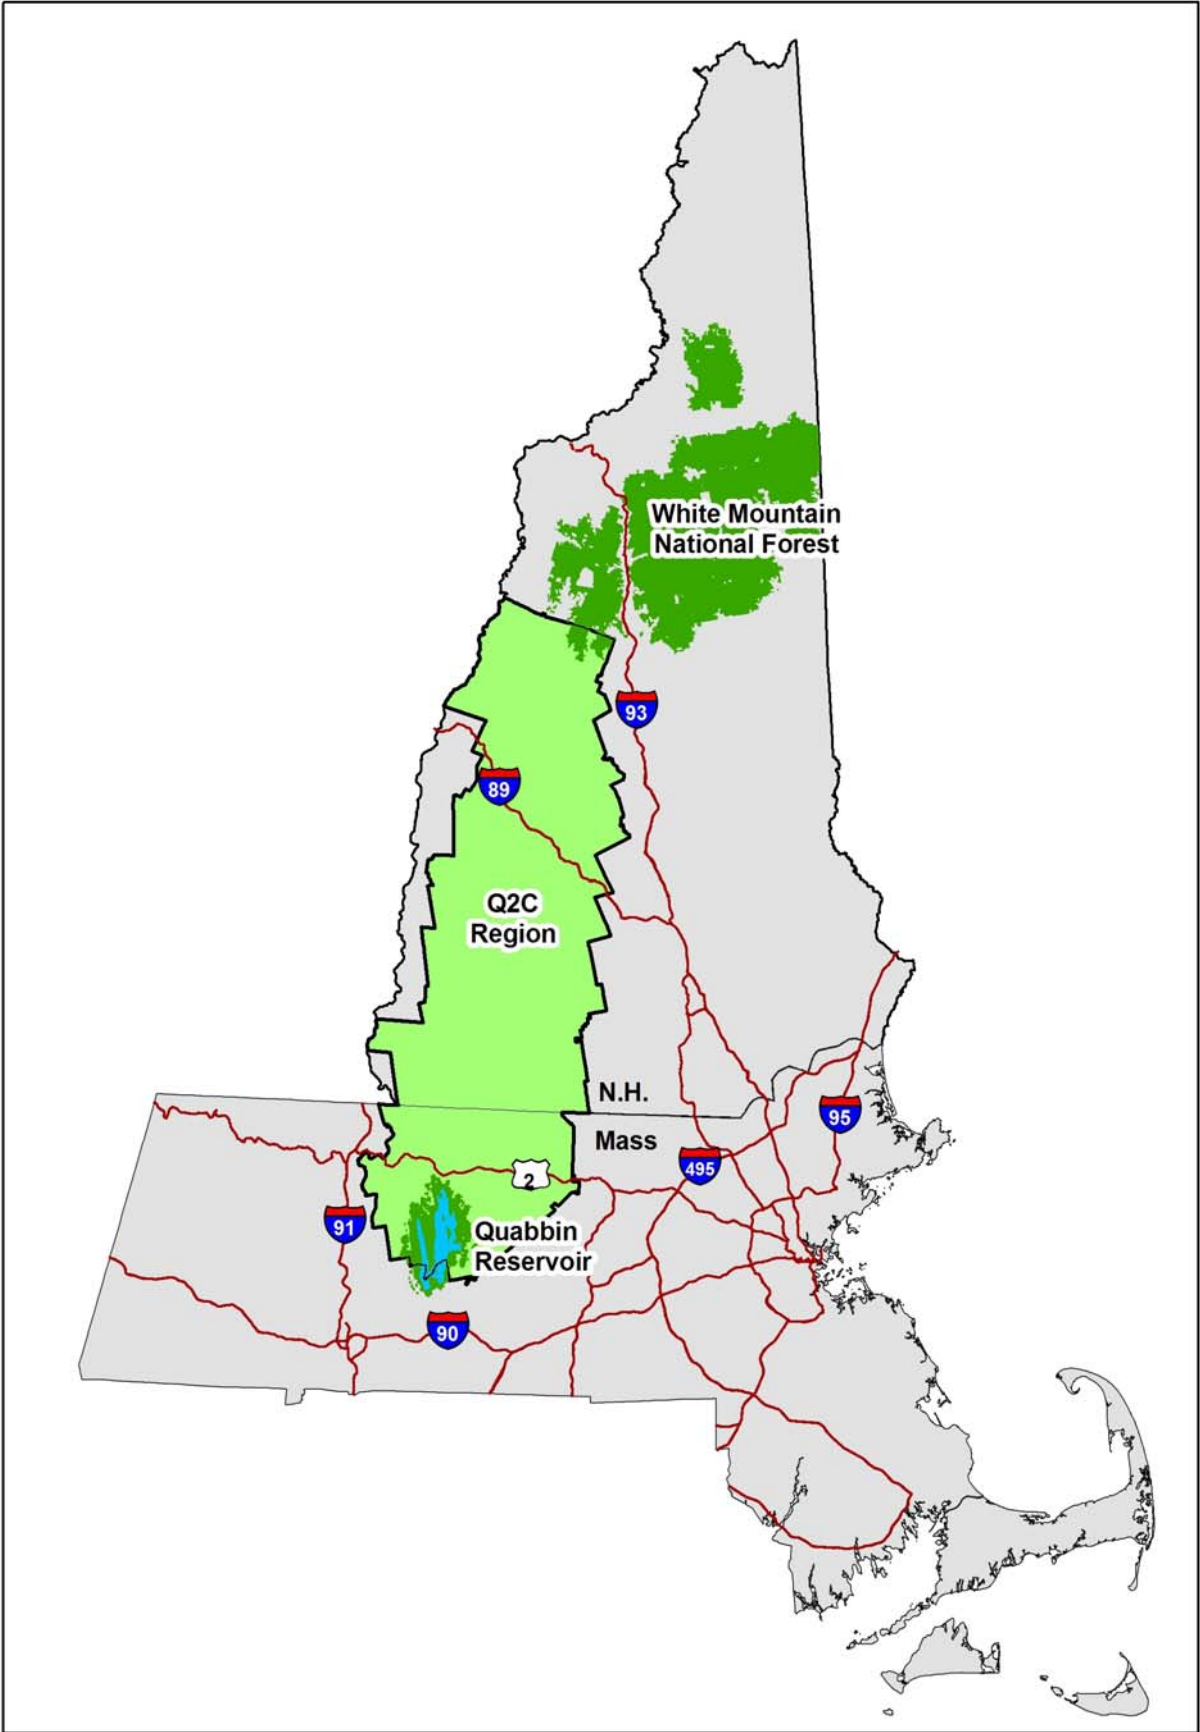 White Mountain
National Forest
93
89
Q2C
Region
N.H.
95
Mass
495
2
91
Quabbin
Reservoir
90